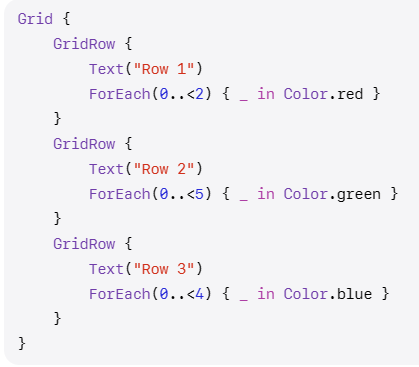 Grid {
    GridRow {
        Text("Row 1")
        ForEach(0..<2) { _ in Color.red }
    }
    GridRow {
        Text("Row 2")
        ForEach(0..<5) { _ in Color.green }
    }
    GridRow {
        Text("Row 3")
        ForEach(0..<4) { _ in Color.blue }
    }
}